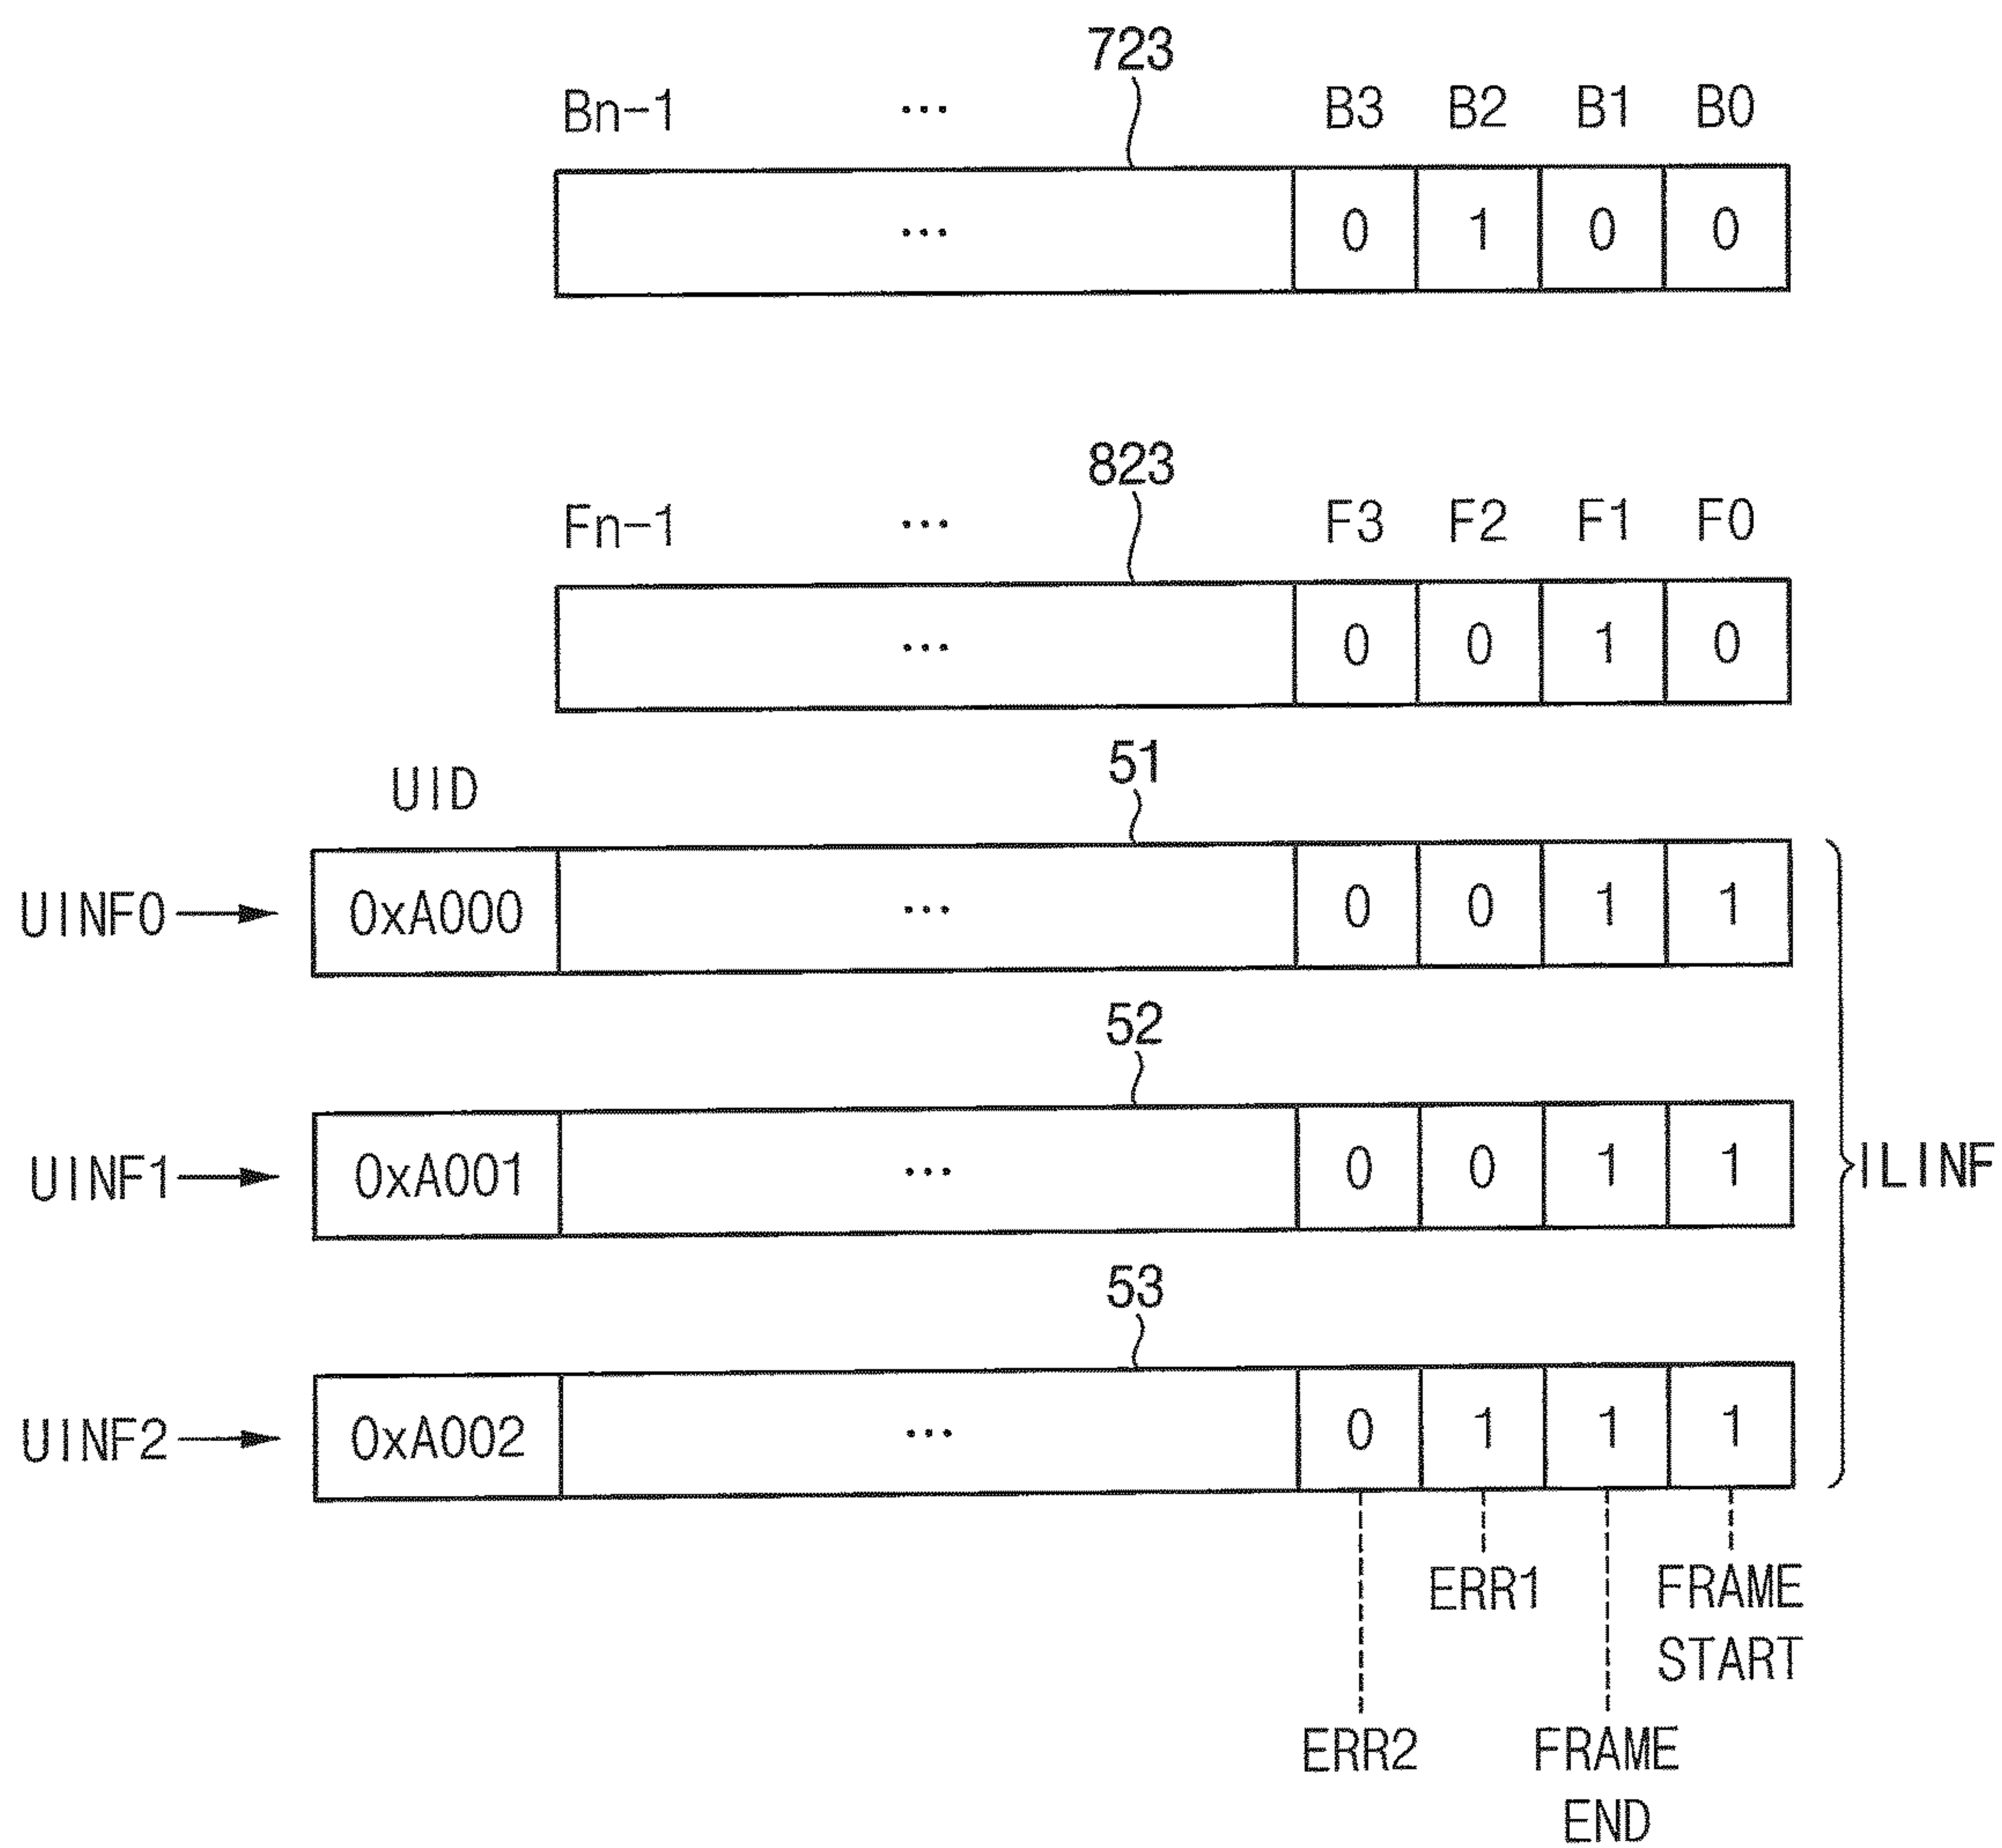 723
Bn-1 ... B3 B2 B1 B0
... 0 1 0 0
823
Fn-1 ... F3 F2 F1 F0
... 0 0 1 0
51
UID
UINF0 0xA000 ... 0 0 1 1
52
UINF1 0xA001 ... 0 0 1 1
ILINF
53
UINF2 0xA002 ... 0 1 1 1
ERR1 FRAME
START
ERR2 FRAME
END